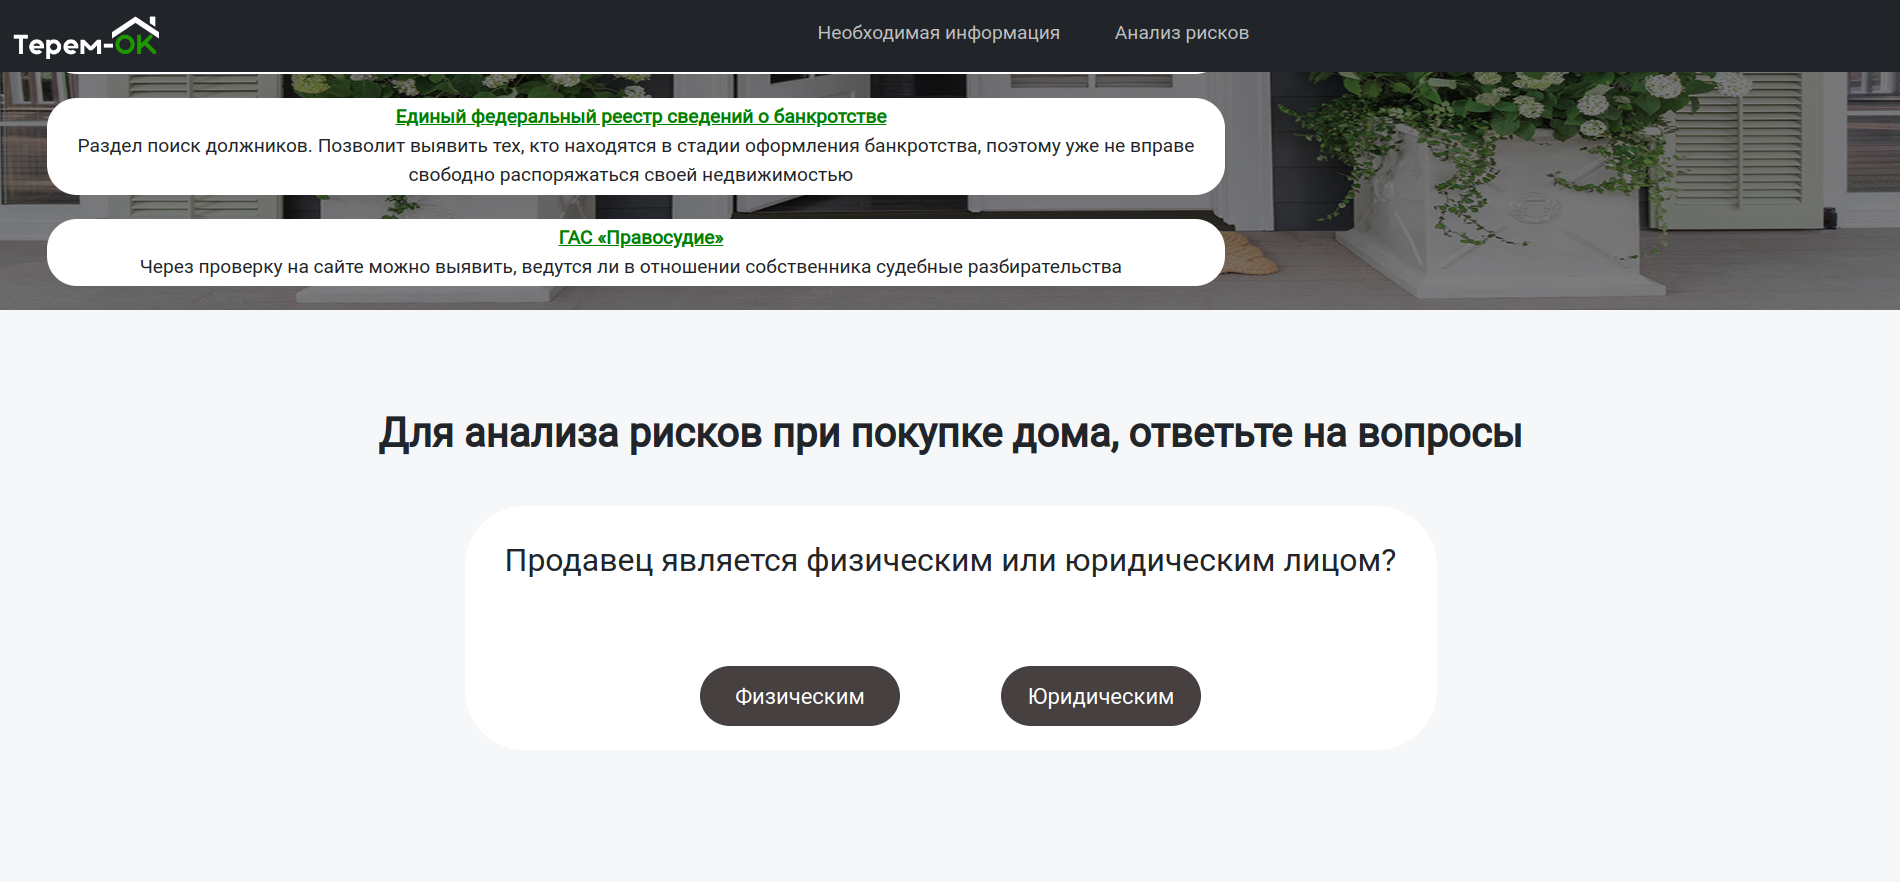 Терем-ОК
Необходимая информация
Анализ рисков
Единый федеральный реестр сведений о банкротстве
Раздел поиск должников. Позволит выявить тех, кто находятся в стадии оформления банкротства, поэтому уже не вправе
свободно распоряжаться своей недвижимостью
ГАС «Правосудие»
Через проверку на сайте можно выявить, ведутся ли в отношении собственника судебные разбирательства
Для анализа рисков при покупке дома, ответьте на вопросы
Продавец является физическим или юридическим лицом?
Физическим
Юридическим